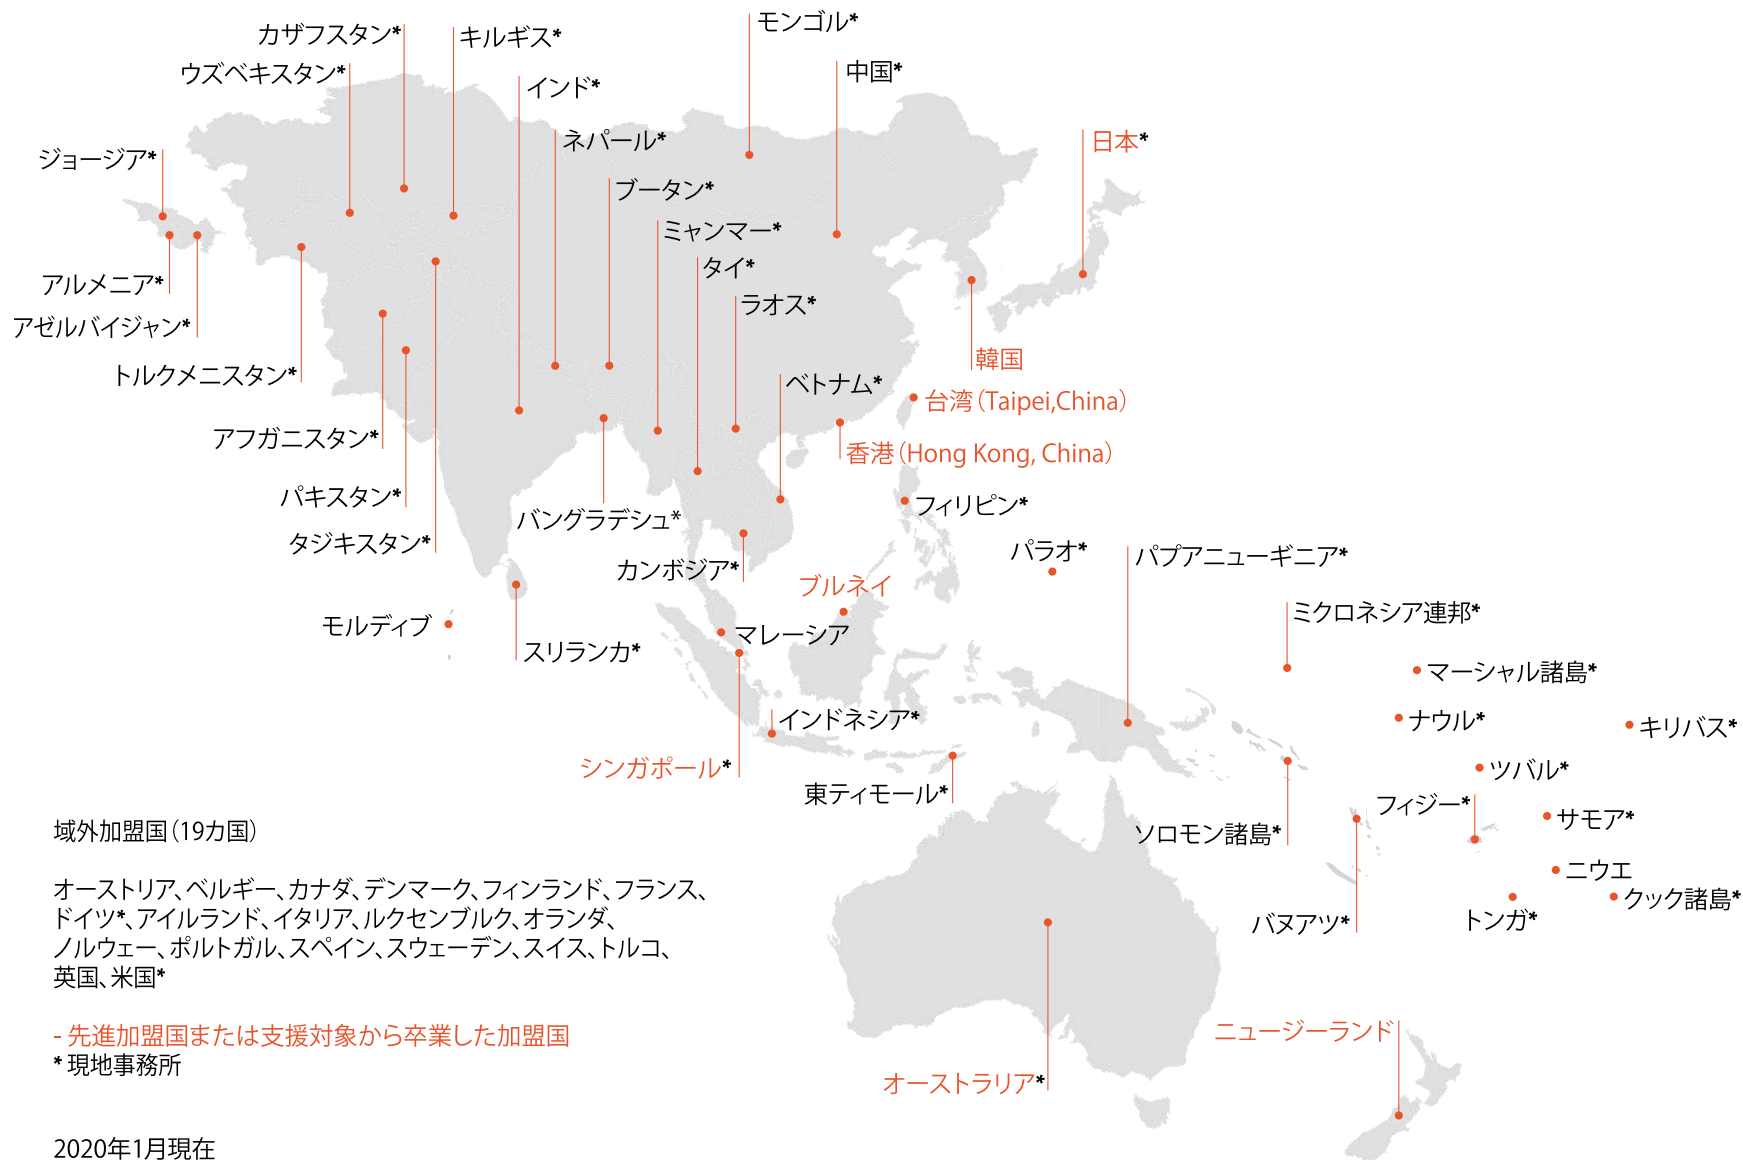 モンゴル*
カザフスタン*
キルギス*
ウズベキスタン*
中国*
インド*
ネパール*
日本*
ジョージア*
ブータン*
ミャンマー*
タイ*
アルメニア*
ラオス*
アゼルバイジャン*
韓国
トルクメニスタン*
ベトナム*
台湾（Taipei,China）
アフガニスタン*
香港（Hong Kong, China）
パキスタン*
フィリピン*
バングラデシュ*
タジキスタン*
パラオ*
パプアニューギニア*
カンボジア*
ブルネイ
ミクロネシア連邦*
モルディブ
マレーシア
スリランカ*
マーシャル諸島*
インドネシア*
ナウル*
キリバス*
シンガポール*
ツバル*
東ティモール*
フィジー*
サモア*
ソロモン諸島*
ニウエ
クック諸島*
バヌアツ*
トンガ*
域外加盟国（19カ国）
オーストリア、ベルギー、カナダ、デンマーク、フィンランド、フランス、
ドイツ*、アイルランド、イタリア、ルクセンブルク、オランダ、
ノルウェー、ポルトガル、スペイン、スウェーデン、スイス、トルコ、
英国、米国*
- 先進加盟国または支援対象から卒業した加盟国
* 現地事務所
ニュージーランド
オーストラリア*
2020年1月現在